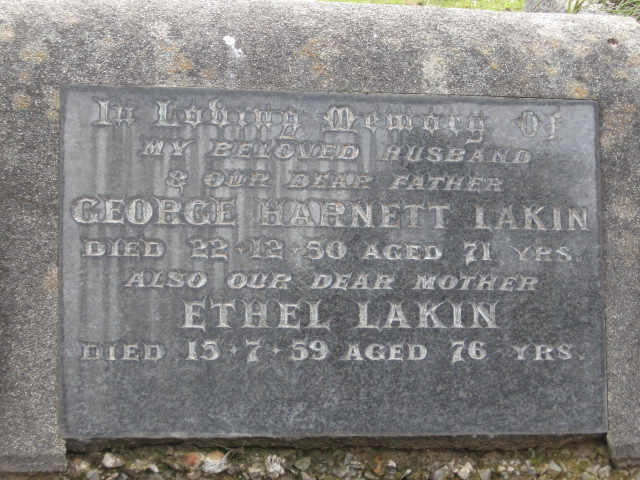 In Loving Memory Of
MY BELOVED HUSBAND
& OUR DEAR FATHER
GEORGE HARNETT LAKIN
DIED 22·12·50 AGED 71 YRS.
ALSO OUR DEAR MOTHER
ETHEL LAKIN
DIED 15·7·59 AGED 76 YRS.